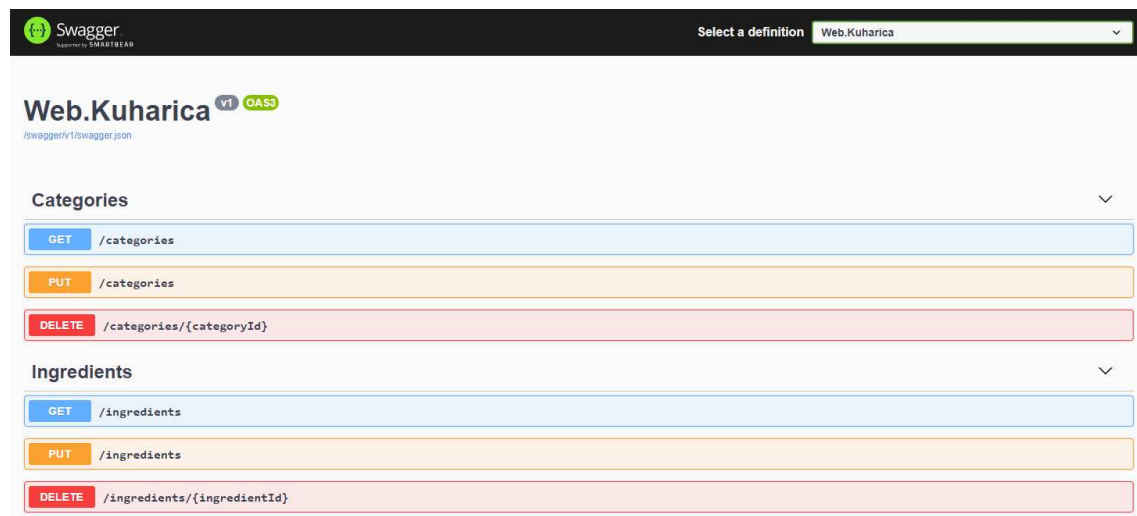 Swagger
Supported by SMARTBEAR
Select a definition Web.Kuharica
Web.Kuharica v1 OAS3
/swagger/v1/swagger.json
Categories
GET /categories
PUT /categories
DELETE /categories/{categoryId}
Ingredients
GET /ingredients
PUT /ingredients
DELETE /ingredients/{ingredientId}